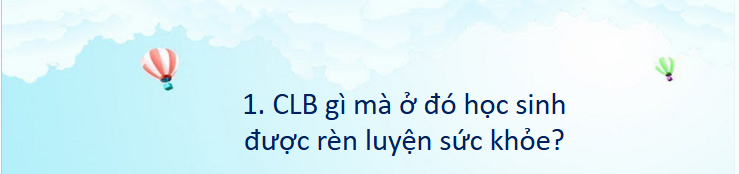 1. CLB gì mà ở đó học sinh
được rèn luyện sức khỏe?